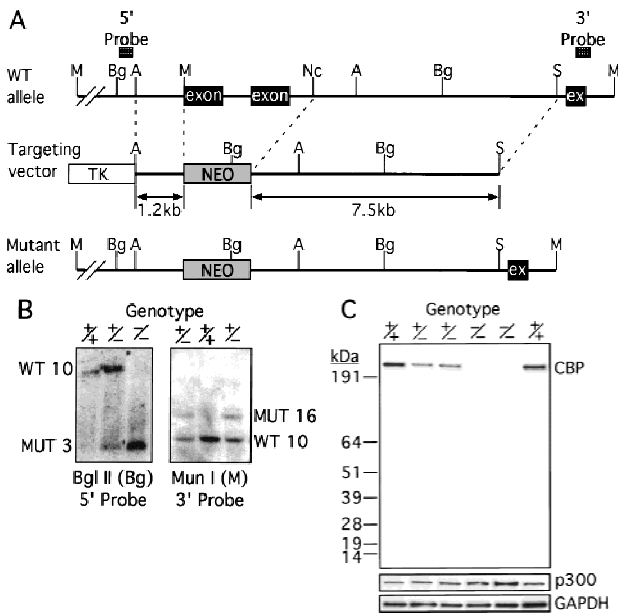 A
5'
Probe
3'
Probe
WT
allele
M Bg A M Nc A Bg S M
exon exon ex
Targeting
vector
A Bg A Bg S
TK NEO
1.2kb 7.5kb
Mutant
allele
M Bg A Bg A Bg S M
NEO ex
B
Genotype
+/+ +/- -/- +/- +/+ +/-
WT 10
MUT 3
MUT 16
WT 10
Bgl II (Bg)
5' Probe
Mun I (M)
3' Probe
C
Genotype
+/+ +/- +/- -/- -/- +/+
kDa
191
64
51
39
28
19
14
CBP
p300
GAPDH